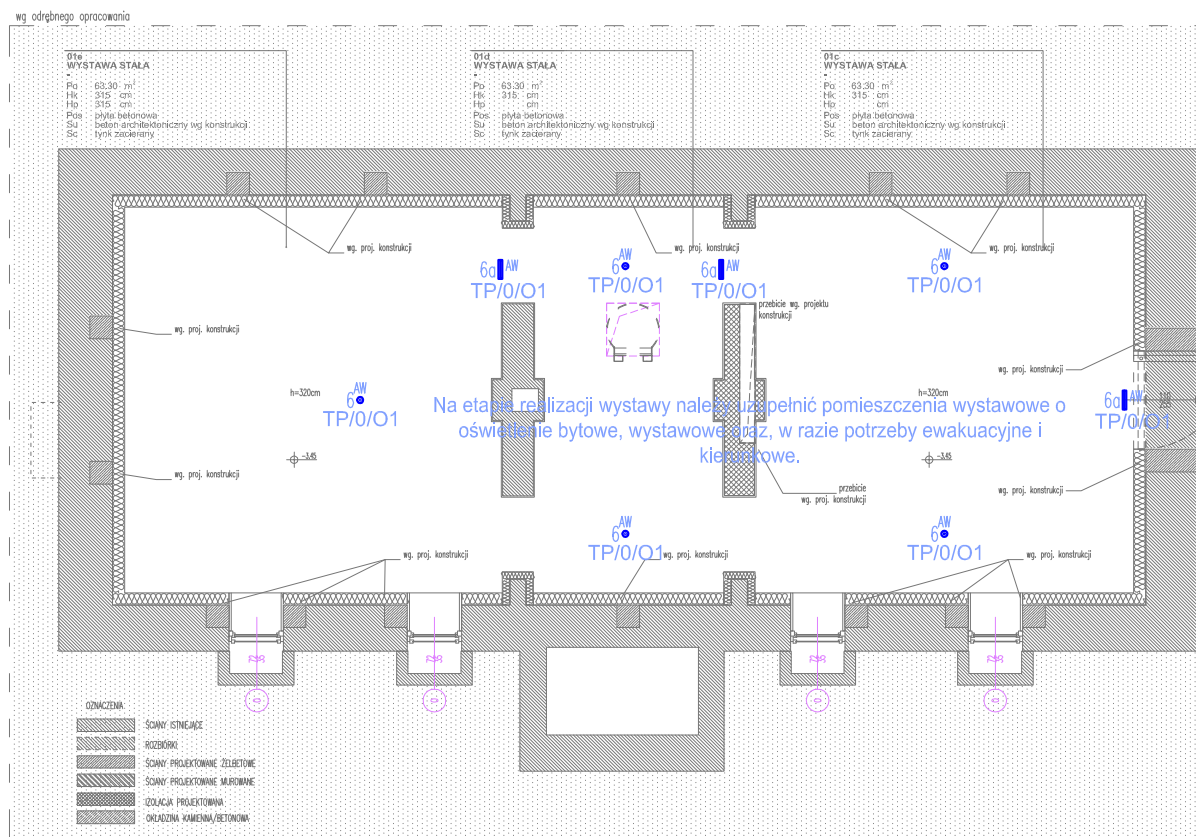 wg odrębnego opracowania
01e
WYSTAWA STAŁA
-
Po 63.30 m²
Hk 315 cm
Hp 315 cm
Pos płyta betonowa
Su beton architektoniczny wg konstrukcji
Sc tynk zacierany
01d
WYSTAWA STAŁA
-
Po 63.30 m²
Hk 315 cm
Hp cm
Pos płyta betonowa
Su beton architektoniczny wg konstrukcji
Sc tynk zacierany
01c
WYSTAWA STAŁA
-
Po 63.30 m²
Hk 315 cm
Hp cm
Pos płyta betonowa
Su beton architektoniczny wg konstrukcji
Sc tynk zacierany
wg. proj. konstrukcji
wg. proj. konstrukcji
wg. proj. konstrukcji
6a AW
TP/0/O1
6 AW
TP/0/O1
6a AW
TP/0/O1
6 AW
TP/0/O1
przebicie wg. projektu
konstrukcji
wg. proj. konstrukcji
wg. proj. konstrukcji
h=320cm
h=320cm
6 AW
TP/0/O1
6a AW
TP/0/O1
Na etapie realizacji wystawy należy uzupełnić pomieszczenia wystawowe o
oświetlenie bytowe, wystawowe oraz, w razie potrzeby ewakuacyjne i
kierunkowe.
-3,45
-3,45
wg. proj. konstrukcji
przebicie
wg. proj. konstrukcji
wg. proj. konstrukcji
6 AW
TP/0/O1
6 AW
TP/0/O1
wg. proj. konstrukcji
wg. proj. konstrukcji
wg. proj. konstrukcji
0
0
0
0
OZNACZENIA
ŚCIANY ISTNIEJĄCE
ROZBIÓRKI
ŚCIANY PROJEKTOWANE ŻELBETOWE
ŚCIANY PROJEKTOWANE MUROWANE
IZOLACJA PROJEKTOWANA
OKŁADZINA KAMIENNA/BETONOWA